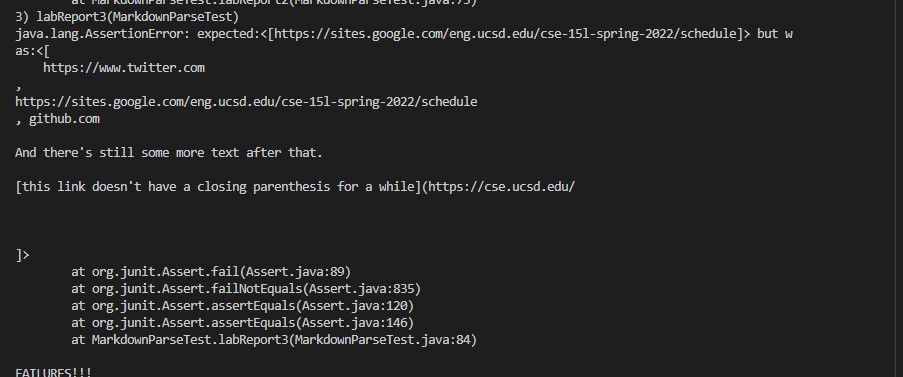 at MarkdownParseTest.labReport2(MarkdownParseTest.java:75)
3) labReport3(MarkdownParseTest)
java.lang.AssertionError: expected:<[https://sites.google.com/eng.ucsd.edu/cse-15l-spring-2022/schedule]> but w
as:<[
    https://www.twitter.com
,
https://sites.google.com/eng.ucsd.edu/cse-15l-spring-2022/schedule
, github.com
And there's still some more text after that.
[this link doesn't have a closing parenthesis for a while](https://cse.ucsd.edu/
]>
at org.junit.Assert.fail(Assert.java:89)
at org.junit.Assert.failNotEquals(Assert.java:835)
at org.junit.Assert.assertEquals(Assert.java:120)
at org.junit.Assert.assertEquals(Assert.java:146)
at MarkdownParseTest.labReport3(MarkdownParseTest.java:84)
FAILURES!!!